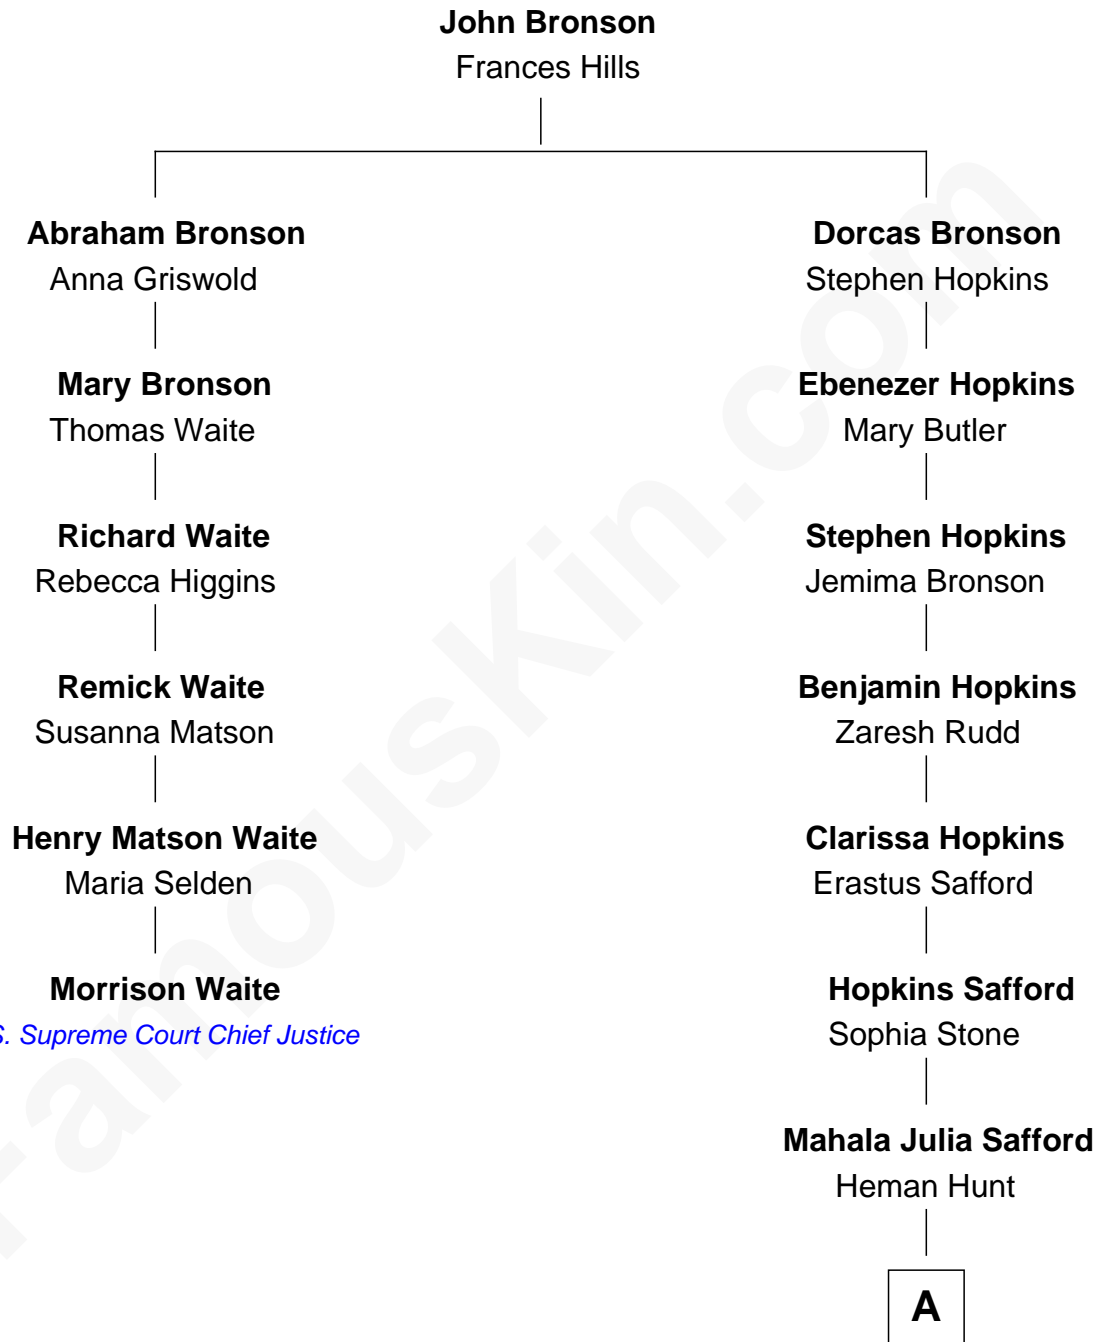 John Bronson
Frances Hills
Abraham Bronson
Anna Griswold
Mary Bronson
Thomas Waite
Richard Waite
Rebecca Higgins
Remick Waite
Susanna Matson
Henry Matson Waite
Maria Selden
Morrison Waite
S. Supreme Court Chief Justice
Dorcas Bronson
Stephen Hopkins
Ebenezer Hopkins
Mary Butler
Stephen Hopkins
Jemima Bronson
Benjamin Hopkins
Zaresh Rudd
Clarissa Hopkins
Erastus Safford
Hopkins Safford
Sophia Stone
Mahala Julia Safford
Heman Hunt
A
FamousKin.com